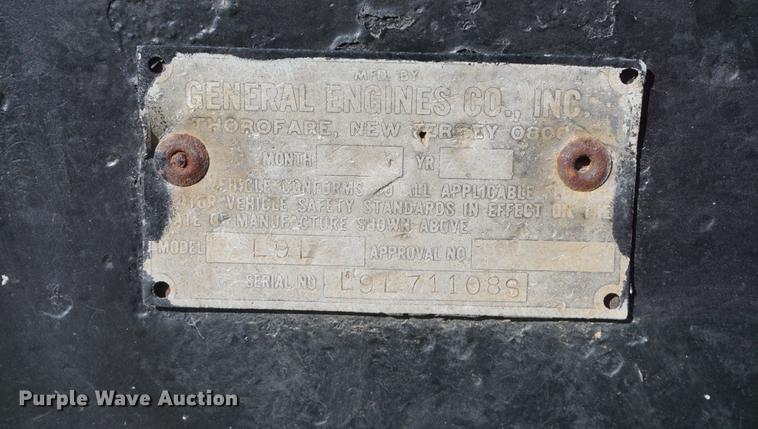 MFD. BY
GENERAL ENGINES CO., INC.
THOROFARE, NEW JERSEY
MONTH YR
VEHICLE CONFORMS TO ALL APPLICABLE
MOTOR VEHICLE SAFETY STANDARDS IN EFFECT ON THE
DATE OF MANUFACTURE SHOWN ABOVE
MODEL L9L APPROVAL NO.
SERIAL NO L9L71108S
Purple Wave Auction